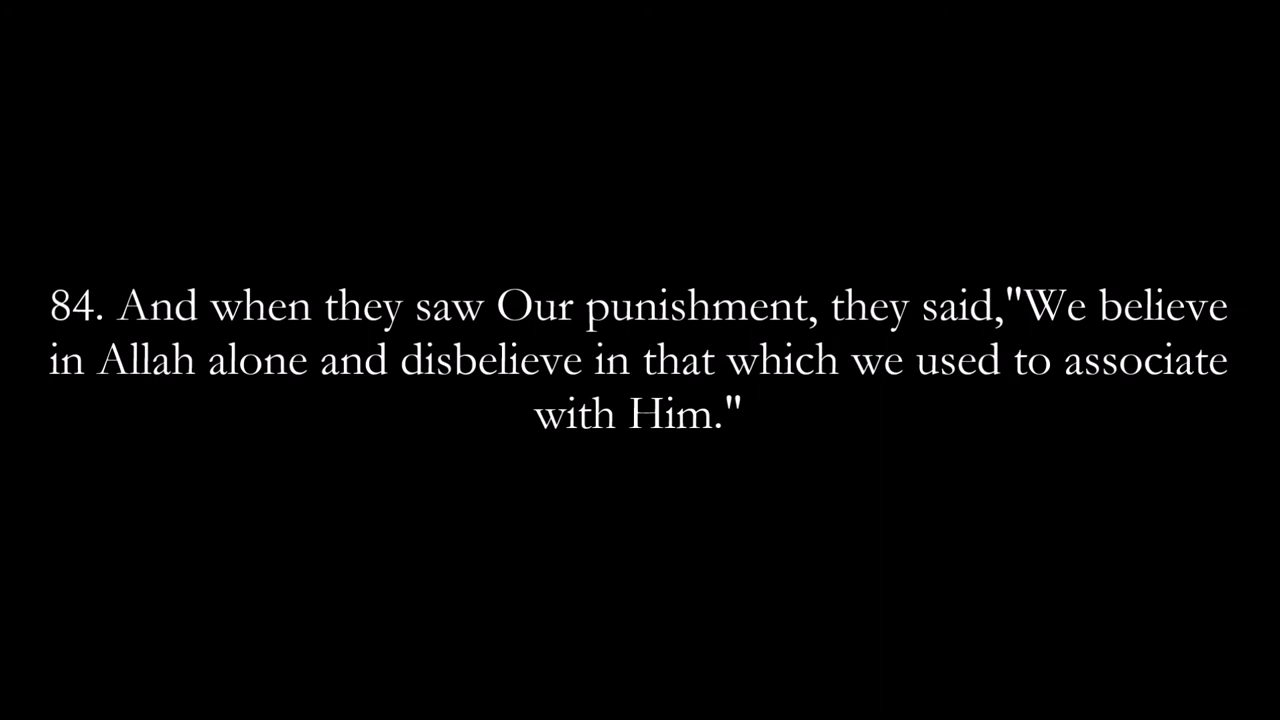 84. And when they saw Our punishment, they said,"We believe
in Allah alone and disbelieve in that which we used to associate
with Him."